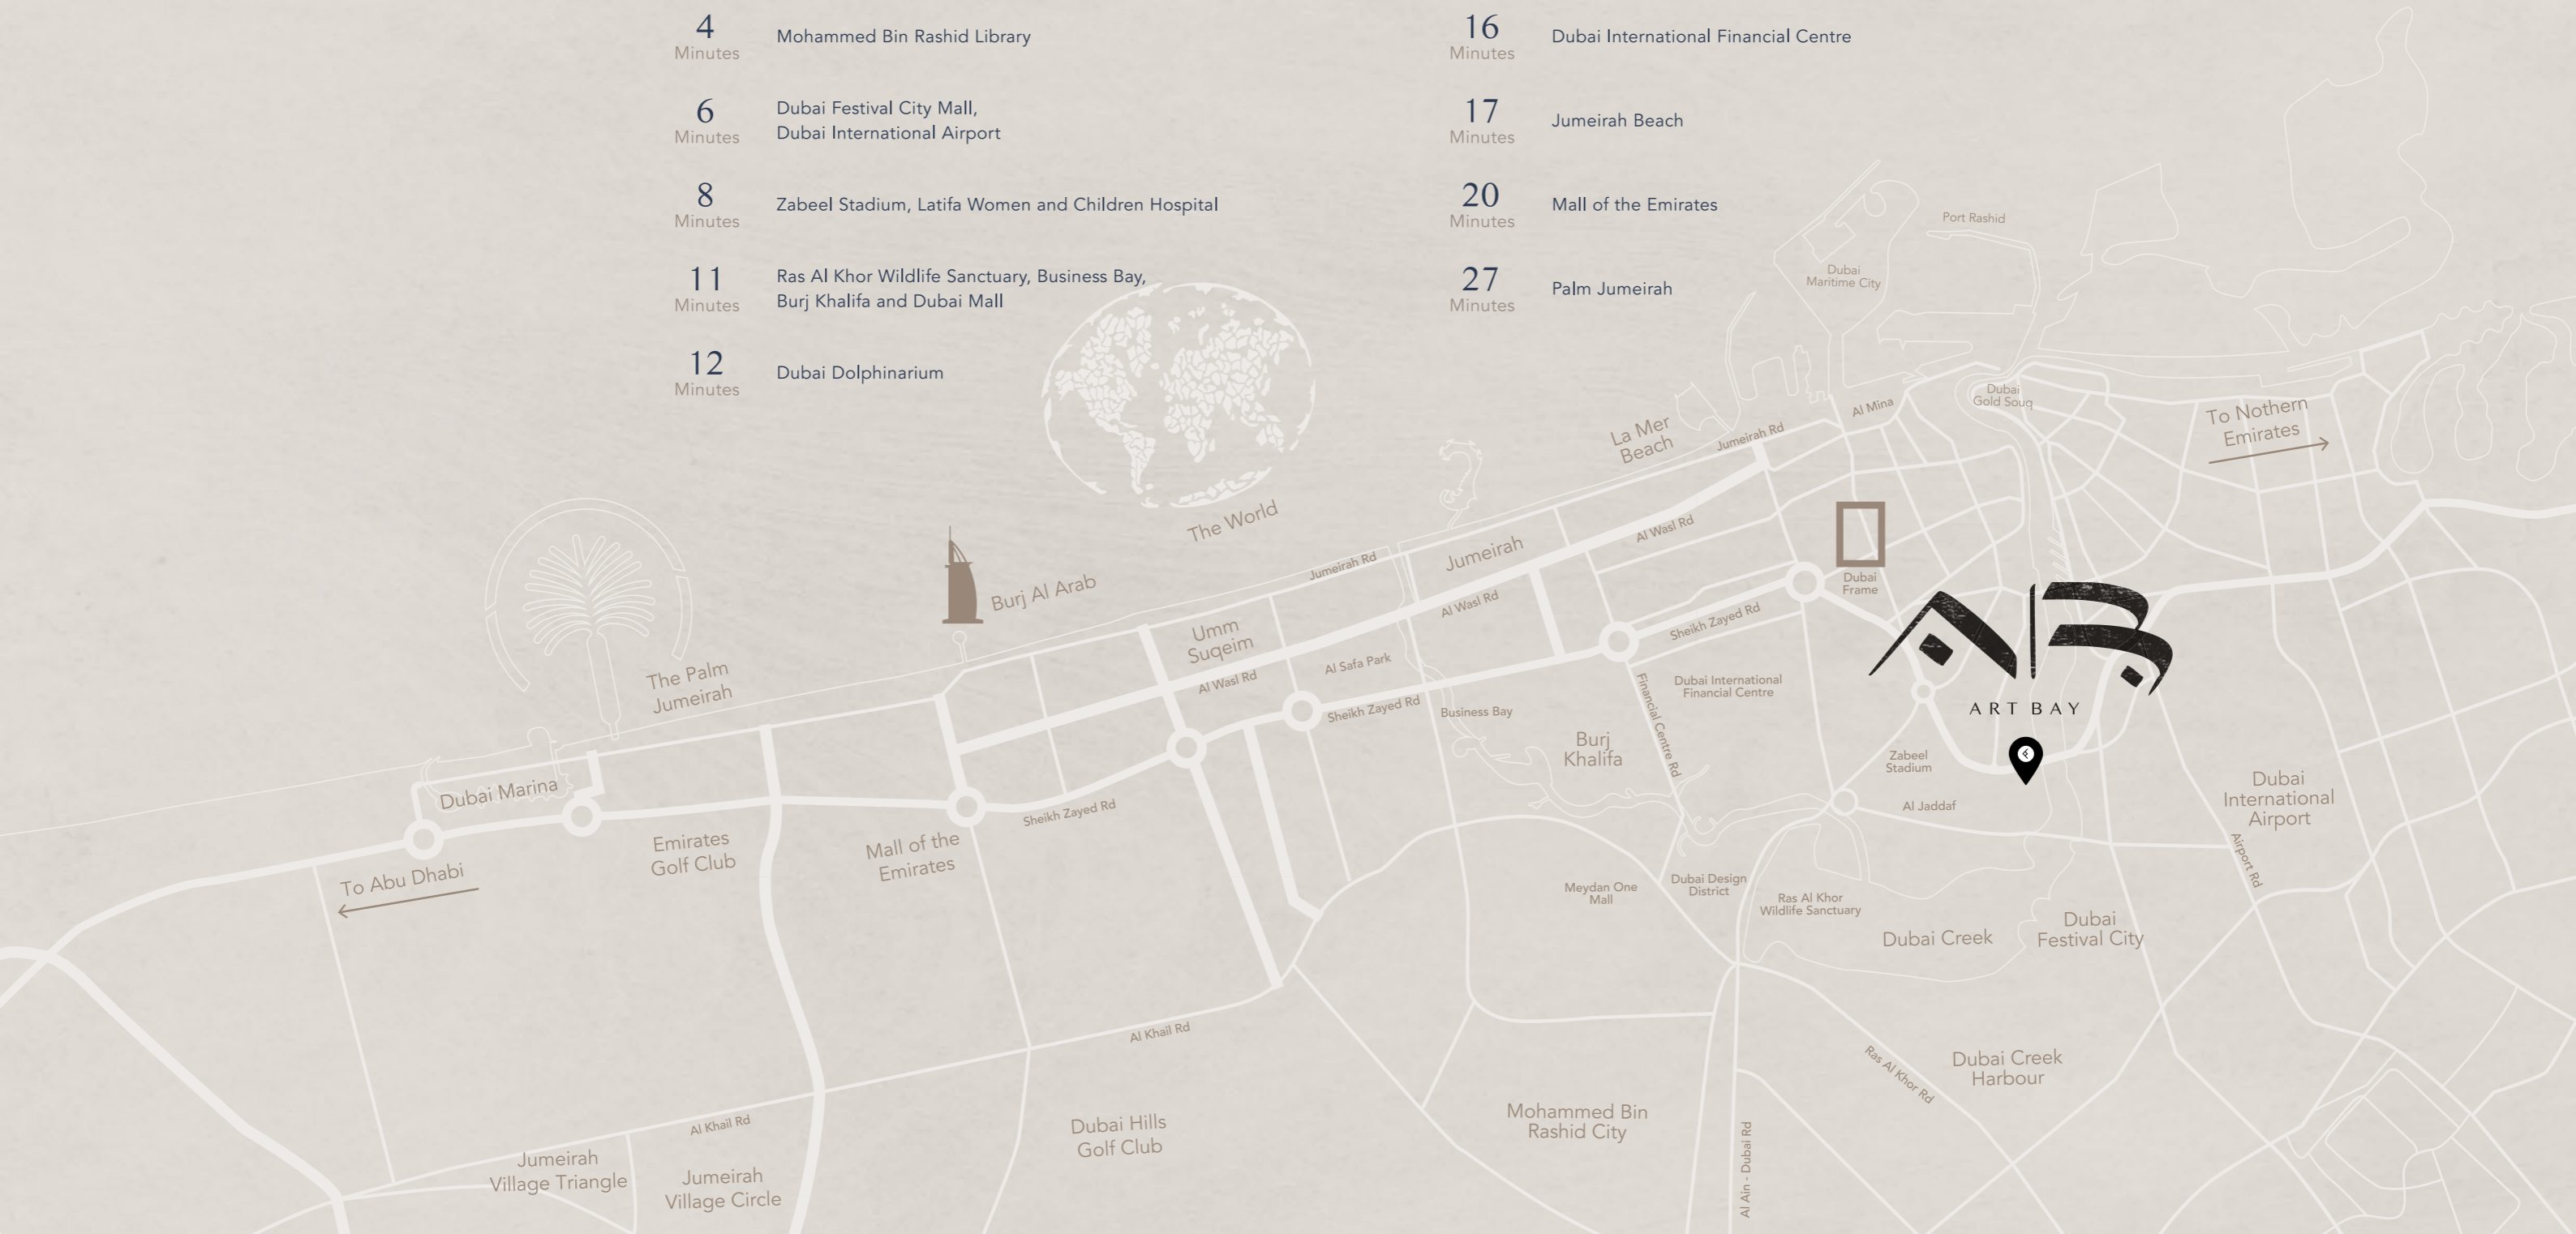 4
Minutes
Mohammed Bin Rashid Library
6
Minutes
Dubai Festival City Mall,
Dubai International Airport
8
Minutes
Zabeel Stadium, Latifa Women and Children Hospital
11
Minutes
Ras Al Khor Wildlife Sanctuary, Business Bay,
Burj Khalifa and Dubai Mall
12
Minutes
Dubai Dolphinarium
16
Minutes
Dubai International Financial Centre
17
Minutes
Jumeirah Beach
20
Minutes
Mall of the Emirates
27
Minutes
Palm Jumeirah
Port Rashid
Dubai
Maritime City
Dubai
Gold Souq
Al Mina
To Nothern
Emirates
La Mer
Beach
Jumeirah Rd
The World
Al Wasl Rd
Jumeirah
Jumeirah Rd
Dubai
Frame
Burj Al Arab
Al Wasl Rd
Sheikh Zayed Rd
Umm
Suqeim
Al Safa Park
Al Wasl Rd
The Palm
Jumeirah
Dubai International
Financial Centre
Sheikh Zayed Rd
Business Bay
Financial Centre Rd
AB
ART BAY
Burj
Khalifa
Zabeel
Stadium
Al Jaddaf
Dubai
International
Airport
Airport Rd
Dubai Marina
Sheikh Zayed Rd
Emirates
Golf Club
Mall of the
Emirates
To Abu Dhabi
Meydan One
Mall
Dubai Design
District
Ras Al Khor
Wildlife Sanctuary
Dubai Creek
Dubai
Festival City
Al Khail Rd
Ras Al Khor Rd
Dubai Creek
Harbour
Al Khail Rd
Dubai Hills
Golf Club
Mohammed Bin
Rashid City
Al Ain - Dubai Rd
Jumeirah
Village Triangle
Jumeirah
Village Circle